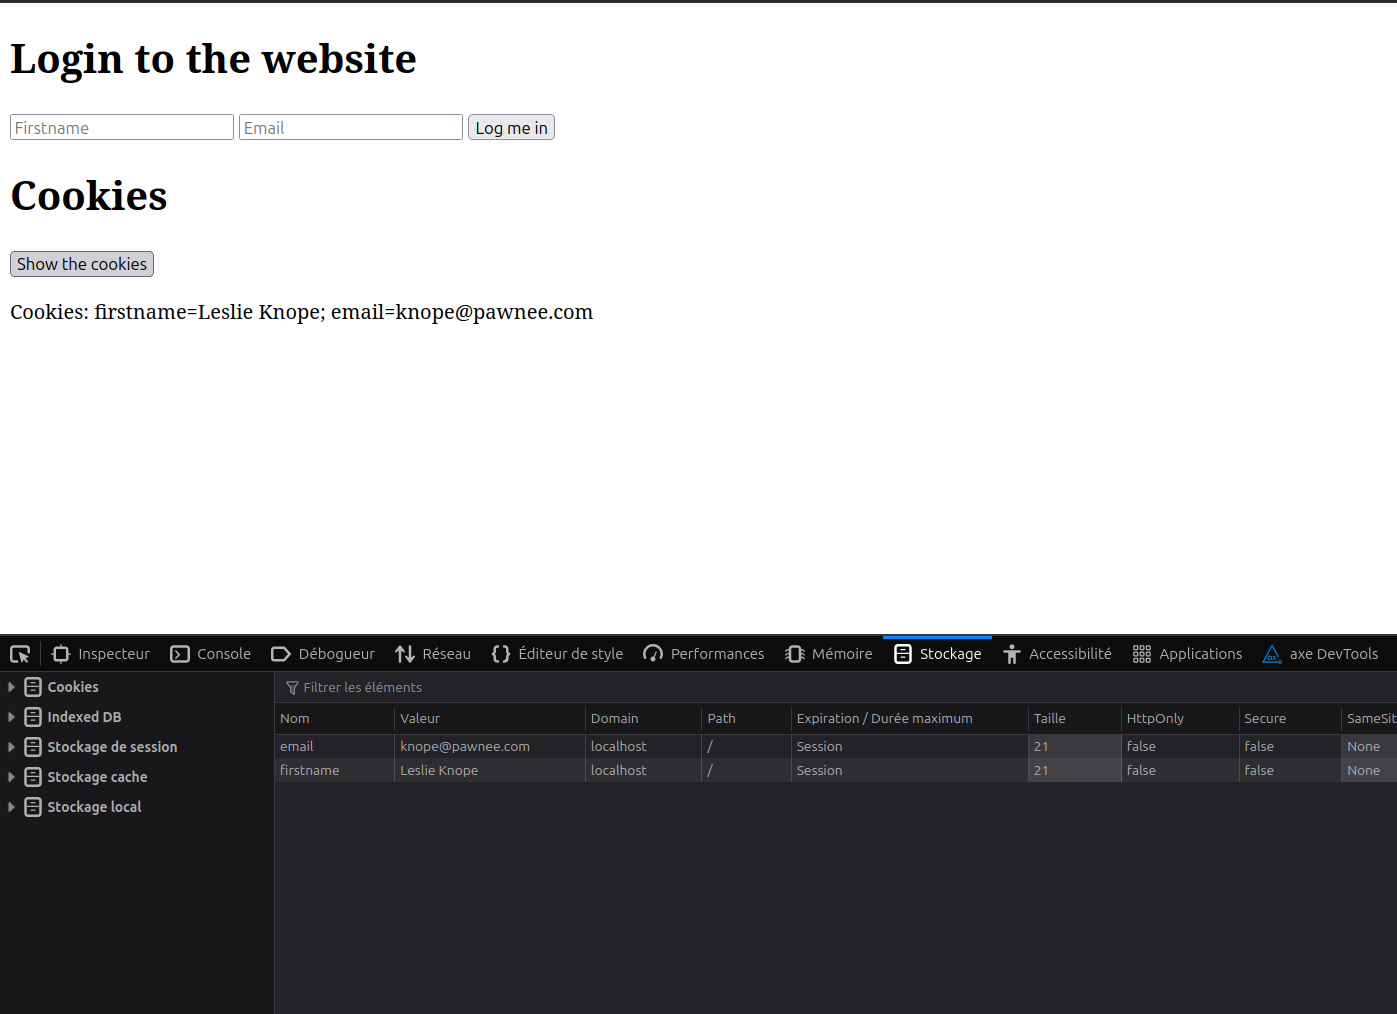 Login to the website
Firstname Email Log me in
Cookies
Show the cookies
Cookies: firstname=Leslie Knope; email=knope@pawnee.com
Inspecteur Console Débogueur Réseau Éditeur de style Performances Mémoire Stockage Accessibilité Applications axe DevTools
Cookies
Indexed DB
Stockage de session
Stockage cache
Stockage local
Filtrer les éléments
Nom Valeur Domain Path Expiration / Durée maximum Taille HttpOnly Secure SameSit
email knope@pawnee.com localhost / Session 21 false false None
firstname Leslie Knope localhost / Session 21 false false None